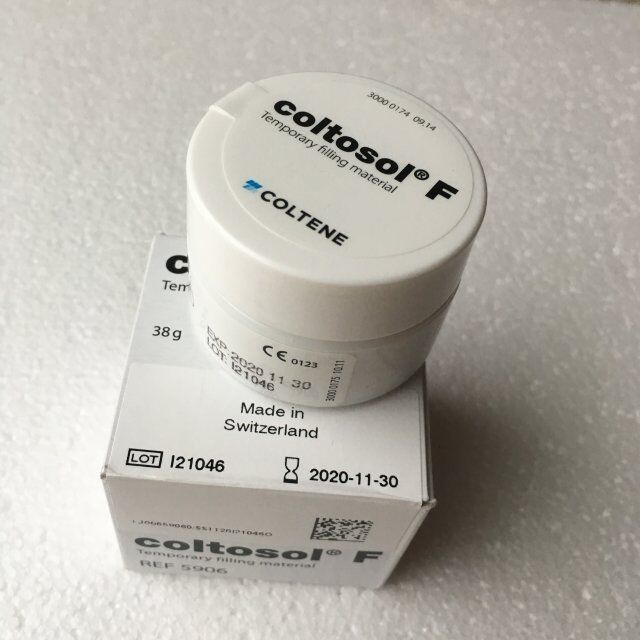 3000 0174 09.14
coltosol® F
Temporary filling material
COLTENE
EXP 2020 11 30
LOT I21046
CE 0123
3000 0775 10.11
38g
Made in
Switzerland
LOT I21046
2020-11-30
coltosol® F
Temporary filling material
REF 5906